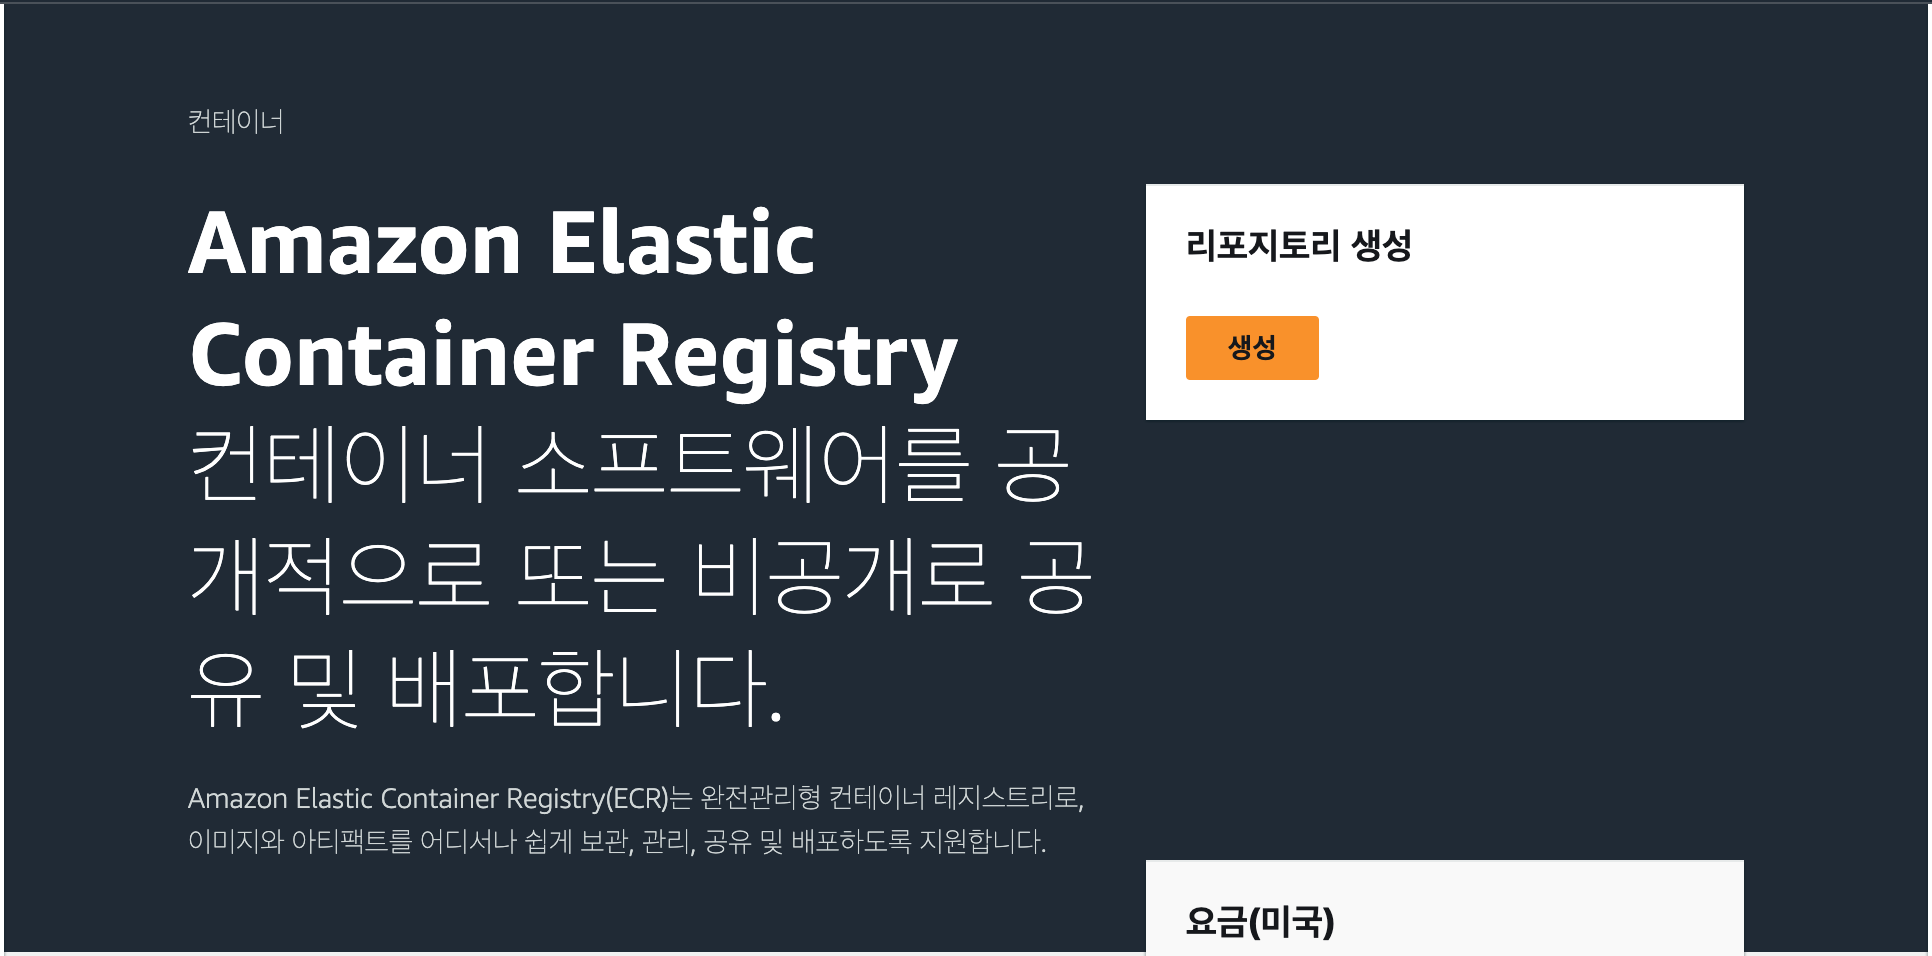 컨테이너
Amazon Elastic
Container Registry
컨테이너 소프트웨어를 공
개적으로 또는 비공개로 공
유 및 배포합니다.
Amazon Elastic Container Registry(ECR)는 완전관리형 컨테이너 레지스트리로,
이미지와 아티팩트를 어디서나 쉽게 보관, 관리, 공유 및 배포하도록 지원합니다.
리포지토리 생성
생성
요금(미국)